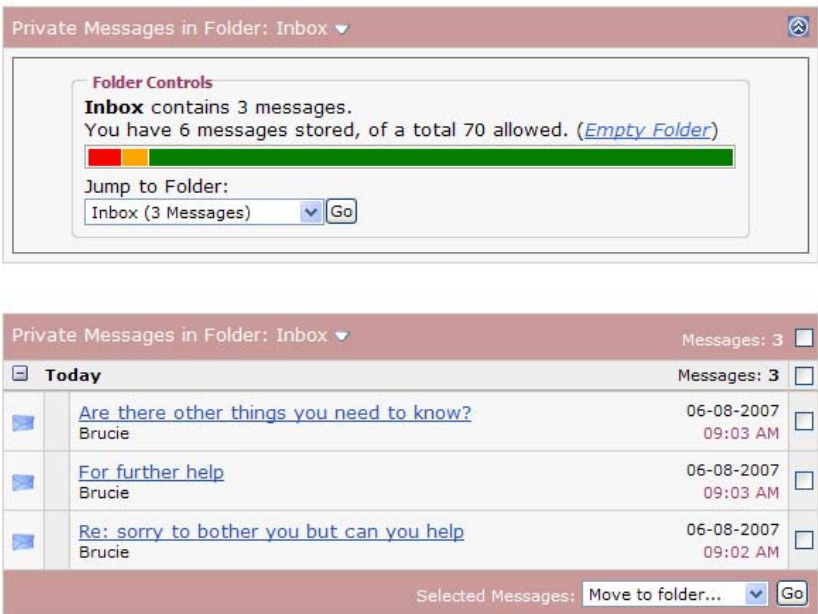 Private Messages in Folder: Inbox
Folder Controls
Inbox contains 3 messages.
You have 6 messages stored, of a total 70 allowed. (Empty Folder)
Jump to Folder:
Inbox (3 Messages) Go
Private Messages in Folder: Inbox Messages: 3
Today Messages: 3
Are there other things you need to know? 06-08-2007
Brucie 09:03 AM
For further help 06-08-2007
Brucie 09:03 AM
Re: sorry to bother you but can you help 06-08-2007
Brucie 09:02 AM
Selected Messages: Move to folder... Go